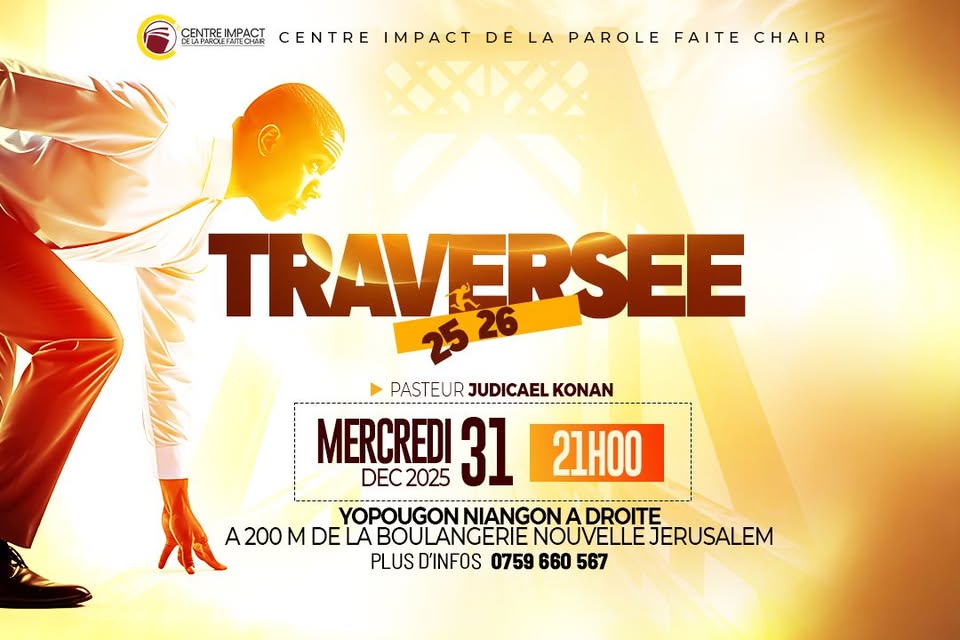 CENTRE IMPACT
DE LA PAROLE FAITE CHAIR
CENTRE IMPACT DE LA PAROLE FAITE CHAIR
TRAVERSEE
25 26
PASTEUR JUDICAEL KONAN
MERCREDI 31
DEC 2025
21H00
YOPOUGON NIANGON A DROITE
A 200 M DE LA BOULANGERIE NOUVELLE JERUSALEM
PLUS D'INFOS 0759 660 567